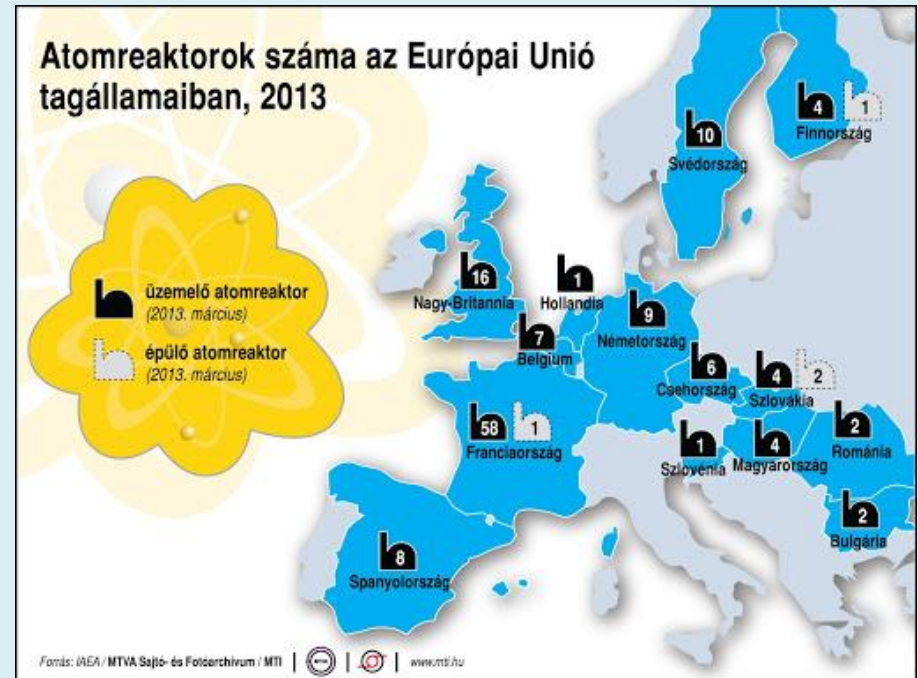 Atomreaktorok száma az Európai Unió
tagállamaiban, 2013
4
1
Finnország
10
Svédország
üzemelő atomreaktor
(2013. március)
épülő atomreaktor
(2013. március)
16
Nagy-Britannia
1
Hollandia
7
Belgium
9
Németország
6
Csehország
4
2
Szlovákia
58
1
Franciaország
1
Szlovénia
4
Magyarország
2
Románia
2
Bulgária
8
Spanyolország
Forrás: IAEA / MTVA Sajtó- és Fotóarchívum / MTI | | | www.mti.hu